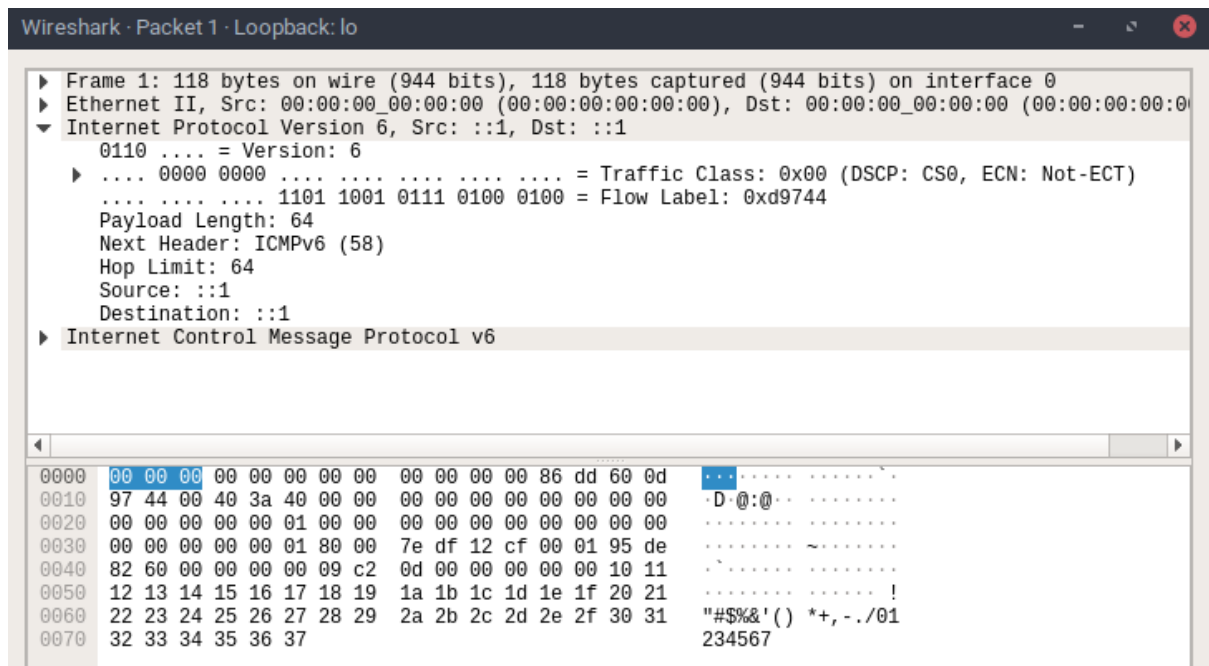 Wireshark · Packet 1 · Loopback: lo
Frame 1: 118 bytes on wire (944 bits), 118 bytes captured (944 bits) on interface 0
Ethernet II, Src: 00:00:00_00:00:00 (00:00:00:00:00:00), Dst: 00:00:00_00:00:00 (00:00:00:00:0
Internet Protocol Version 6, Src: ::1, Dst: ::1
0110 .... = Version: 6
.... 0000 0000 .... .... .... .... .... = Traffic Class: 0x00 (DSCP: CS0, ECN: Not-ECT)
.... .... .... 1101 1001 0111 0100 0100 = Flow Label: 0xd9744
Payload Length: 64
Next Header: ICMPv6 (58)
Hop Limit: 64
Source: ::1
Destination: ::1
Internet Control Message Protocol v6
0000 00 00 00 00 00 00 00 00 00 00 00 00 86 dd 60 0d ········ ······`·
0010 97 44 00 40 3a 40 00 00 00 00 00 00 00 00 00 00 ·D·@:@·· ········
0020 00 00 00 00 00 01 00 00 00 00 00 00 00 00 00 00 ········ ········
0030 00 00 00 00 00 01 80 00 7e df 12 cf 00 01 95 de ········ ~·······
0040 82 60 00 00 00 00 09 c2 0d 00 00 00 00 00 10 11 ·`······ ········
0050 12 13 14 15 16 17 18 19 1a 1b 1c 1d 1e 1f 20 21 ········ ······ !
0060 22 23 24 25 26 27 28 29 2a 2b 2c 2d 2e 2f 30 31 "#$%&'() *+,-./01
0070 32 33 34 35 36 37 234567